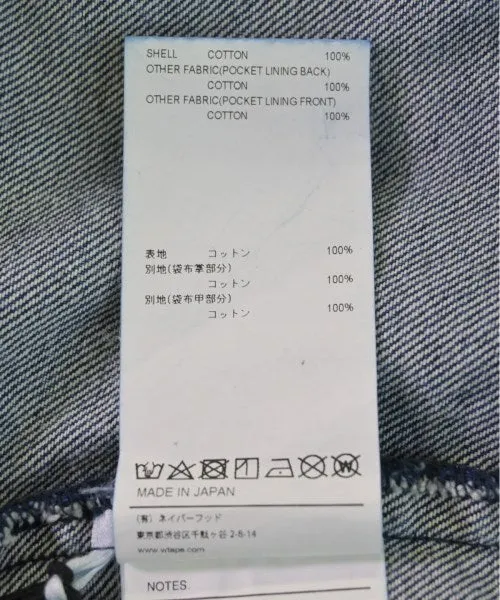 SHELL COTTON 100%
OTHER FABRIC(POCKET LINING BACK)
COTTON 100%
OTHER FABRIC(POCKET LINING FRONT)
COTTON 100%
表地 コットン 100%
別地(袋布掌部分)
コットン 100%
別地(袋布甲部分)
コットン 100%
W
MADE IN JAPAN
(有) ネイバーフッド
東京都渋谷区千駄ヶ谷 2-8-14
www.wtaps.com
NOTES